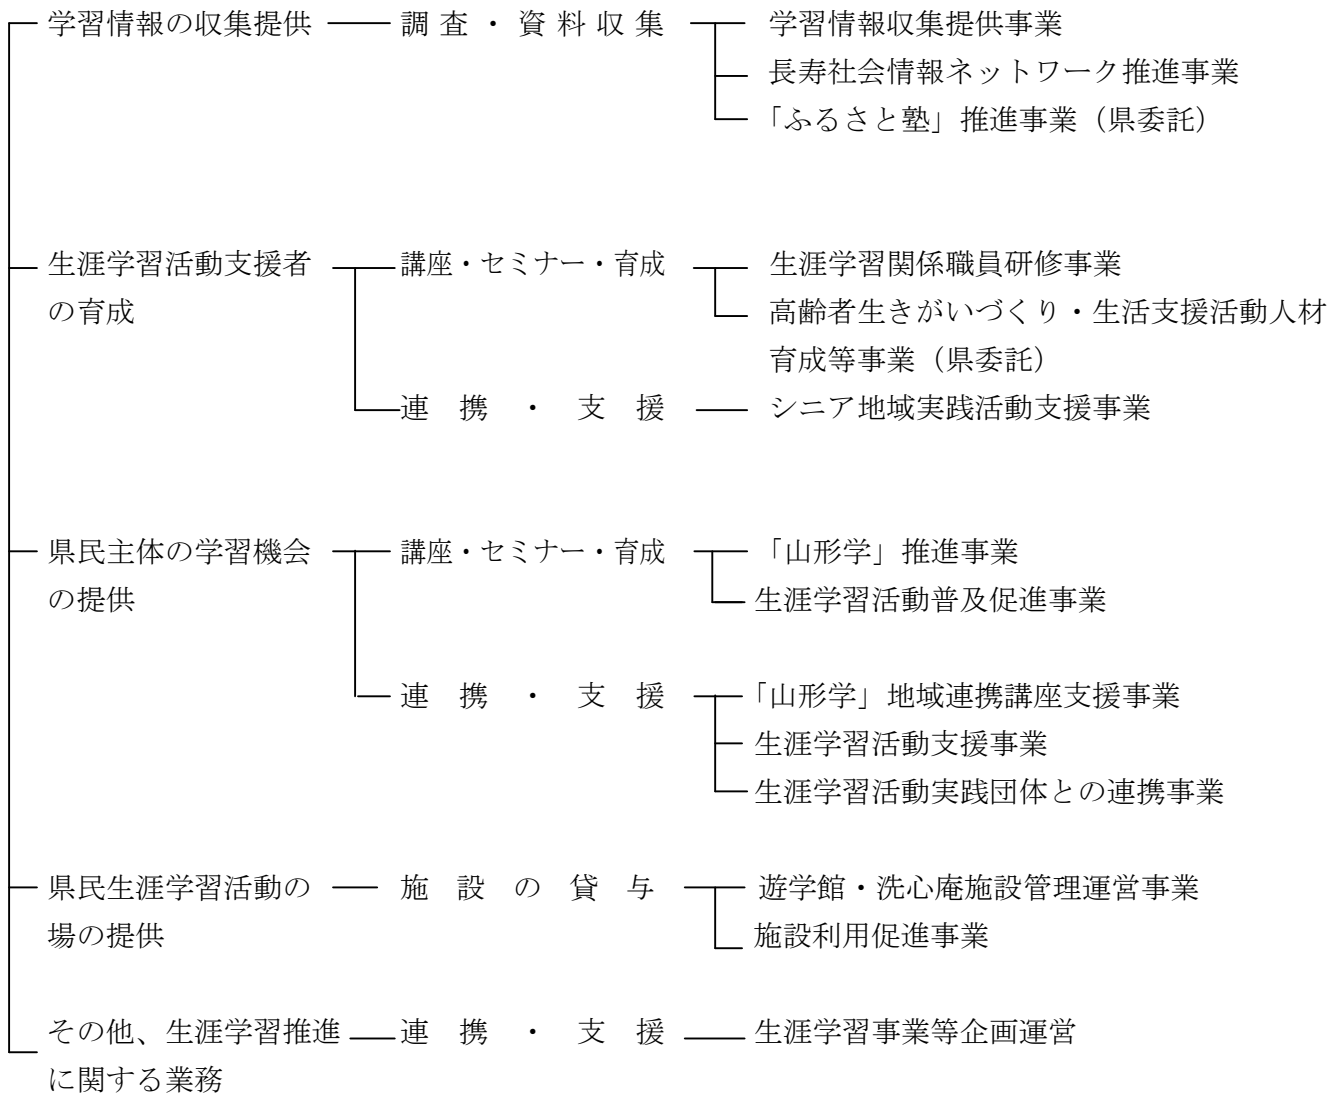 学習情報の収集提供 調査・資料収集 学習情報収集提供事業
長寿社会情報ネットワーク推進事業
「ふるさと塾」推進事業（県委託）
生涯学習活動支援者 講座・セミナー・育成 生涯学習関係職員研修事業
の育成 高齢者生きがいづくり・生活支援活動人材
育成等事業（県委託）
連携・支援 シニア地域実践活動支援事業
県民主体の学習機会 講座・セミナー・育成 「山形学」推進事業
の提供 生涯学習活動普及促進事業
連携・支援 「山形学」地域連携講座支援事業
生涯学習活動支援事業
生涯学習活動実践団体との連携事業
県民生涯学習活動の 施設の貸与 遊学館・洗心庵施設管理運営事業
場の提供 施設利用促進事業
その他、生涯学習推進 連携・支援 生涯学習事業等企画運営
に関する業務